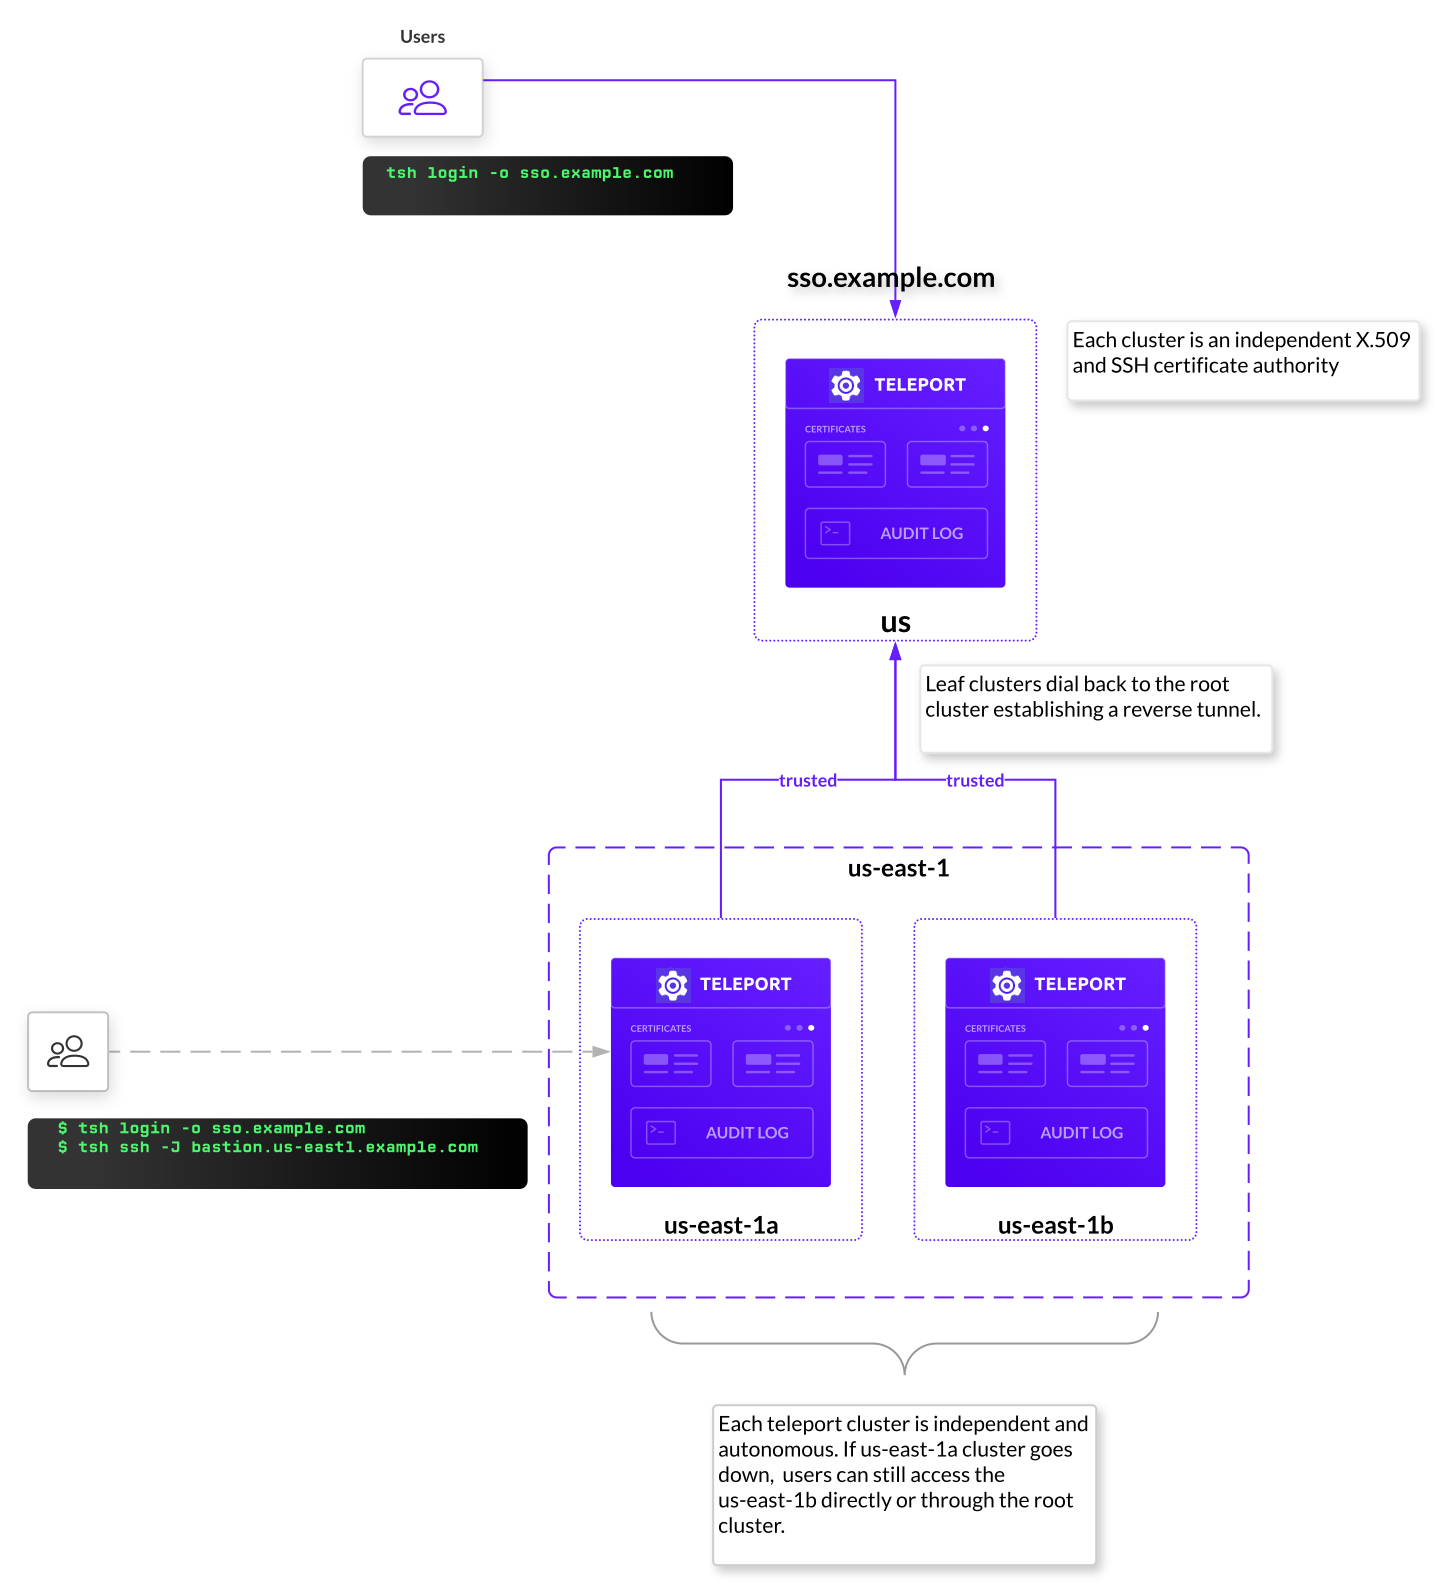 Users
tsh login -o sso.example.com
sso.example.com
Each cluster is an independent X.509
and SSH certificate authority
TELEPORT
CERTIFICATES
AUDIT LOG
us
Leaf clusters dial back to the root
cluster establishing a reverse tunnel.
trusted
trusted
us-east-1
TELEPORT
CERTIFICATES
AUDIT LOG
us-east-1a
TELEPORT
CERTIFICATES
AUDIT LOG
us-east-1b
$ tsh login -o sso.example.com
$ tsh ssh -J bastion.us-east1.example.com
Each teleport cluster is independent and
autonomous. If us-east-1a cluster goes
down,  users can still access the
us-east-1b directly or through the root
cluster.